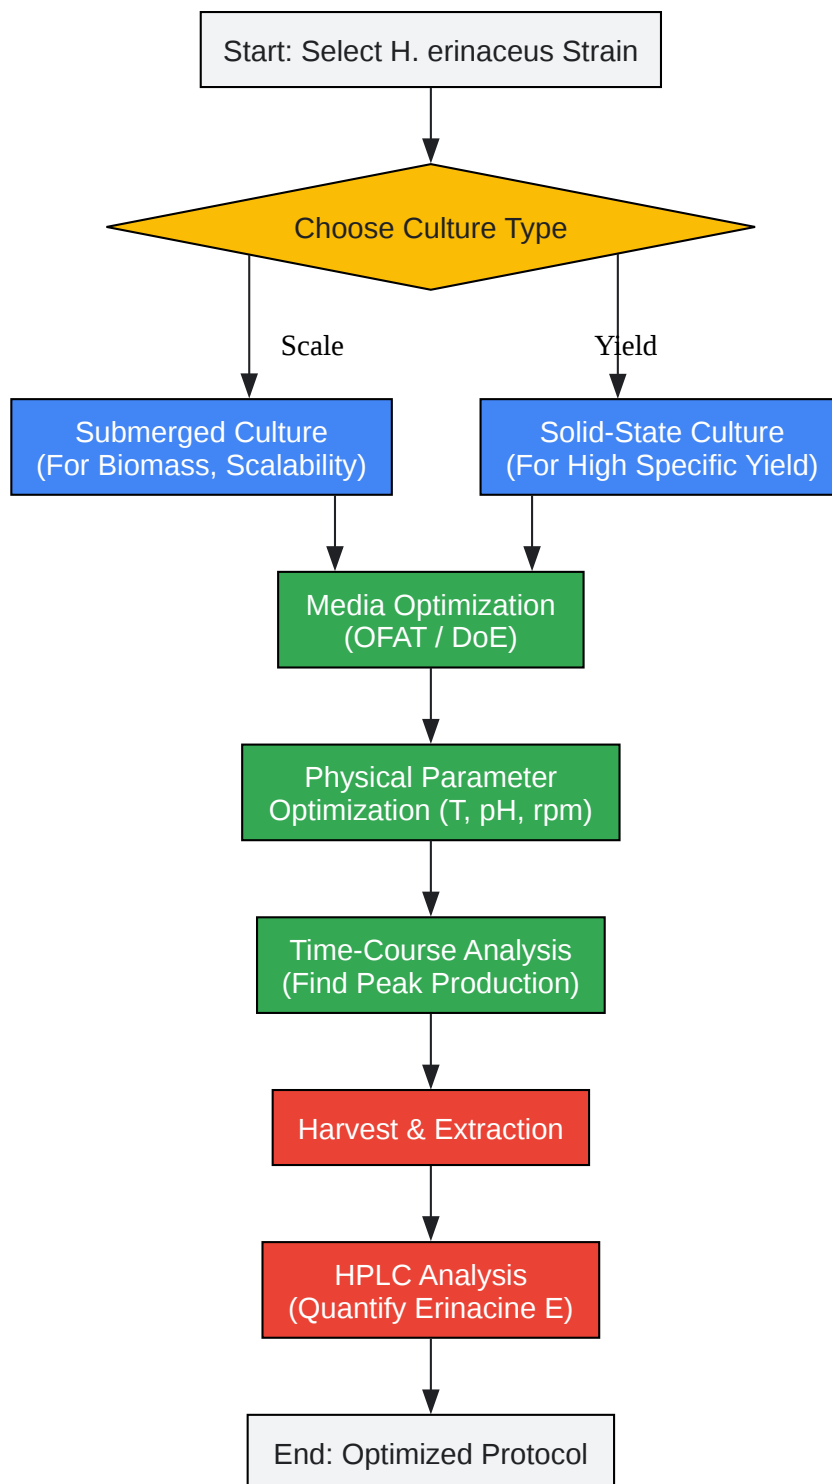 Start: Select H. erinaceus Strain
Choose Culture Type
Scale
Yield
Submerged Culture
(For Biomass, Scalability)
Solid-State Culture
(For High Specific Yield)
Media Optimization
(OFAT / DoE)
Physical Parameter
Optimization (T, pH, rpm)
Time-Course Analysis
(Find Peak Production)
Harvest & Extraction
HPLC Analysis
(Quantify Erinacine E)
End: Optimized Protocol